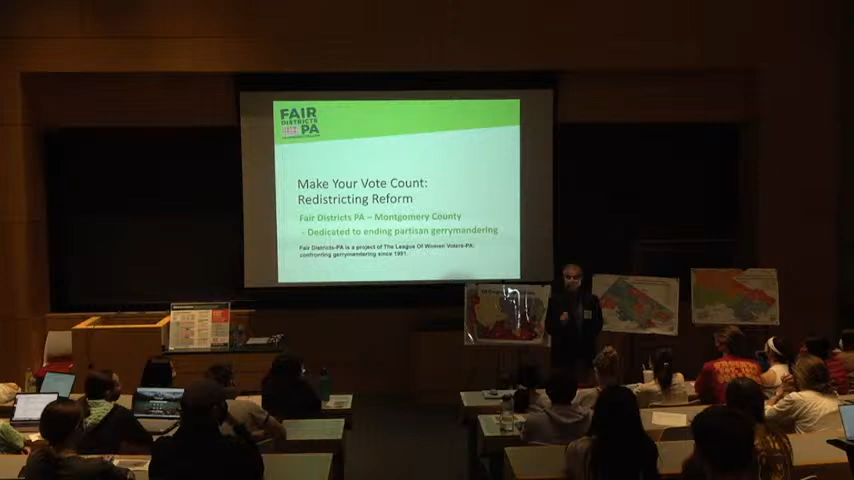 FAIR
DISTRICTS
PA
Make Your Vote Count:
Redistricting Reform
Fair Districts PA – Montgomery County
- Dedicated to ending partisan gerrymandering
Fair Districts-PA is a project of The League Of Women Voters-PA:
confronting gerrymandering since 1991.